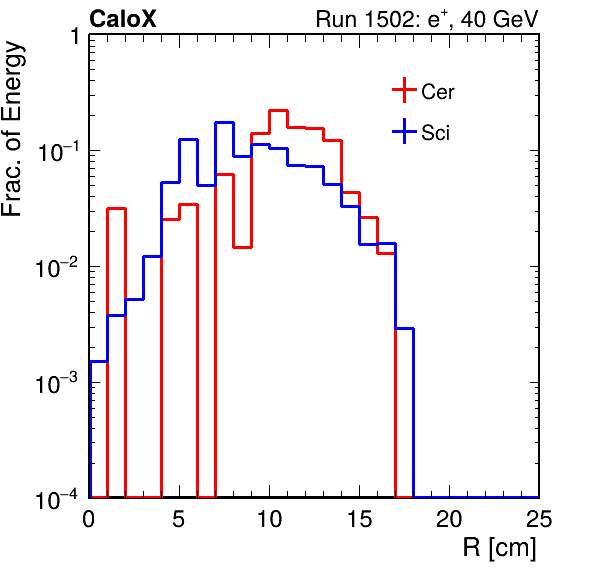 CaloX Run 1502: e⁺, 40 GeV
Frac. of Energy
1
10⁻¹
10⁻²
10⁻³
10⁻⁴
Cer
Sci
0 5 10 15 20 25
R [cm]